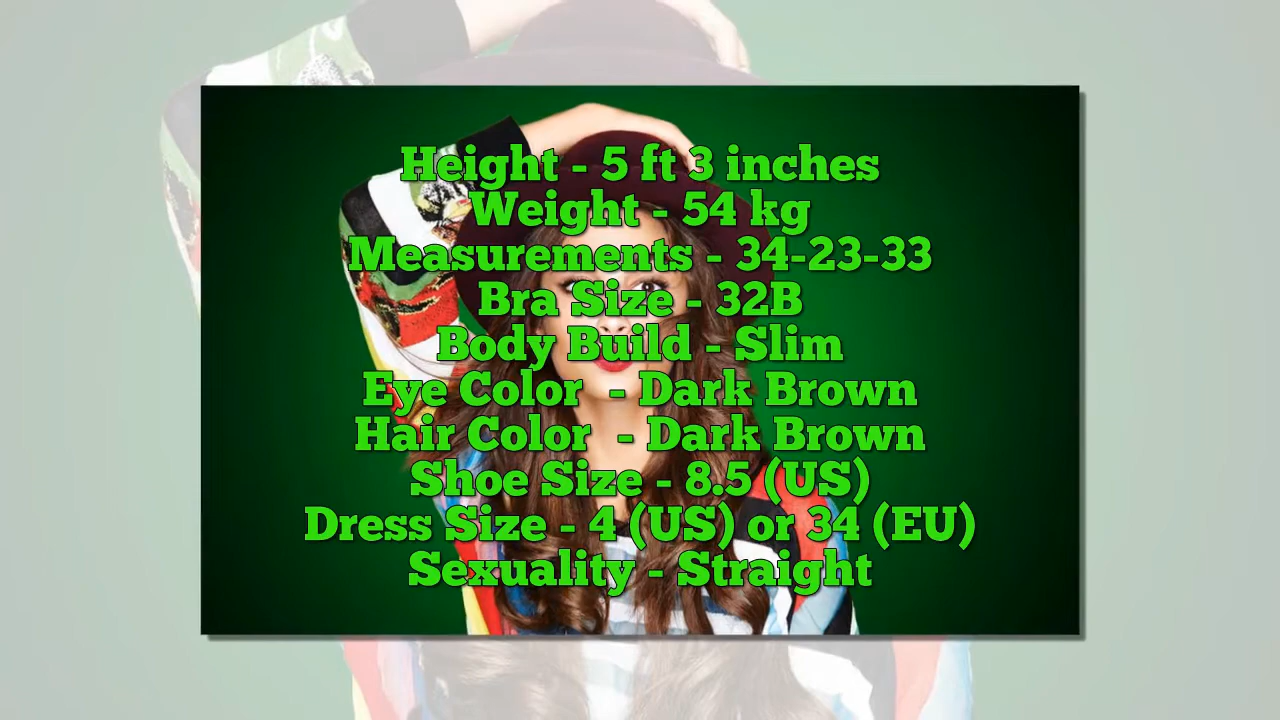 Height - 5 ft 3 inches
Weight - 54 kg
Measurements - 34-23-33
Bra Size - 32B
Body Build - Slim
Eye Color  - Dark Brown
Hair Color  - Dark Brown
Shoe Size - 8.5 (US)
Dress Size - 4 (US) or 34 (EU)
Sexuality - Straight